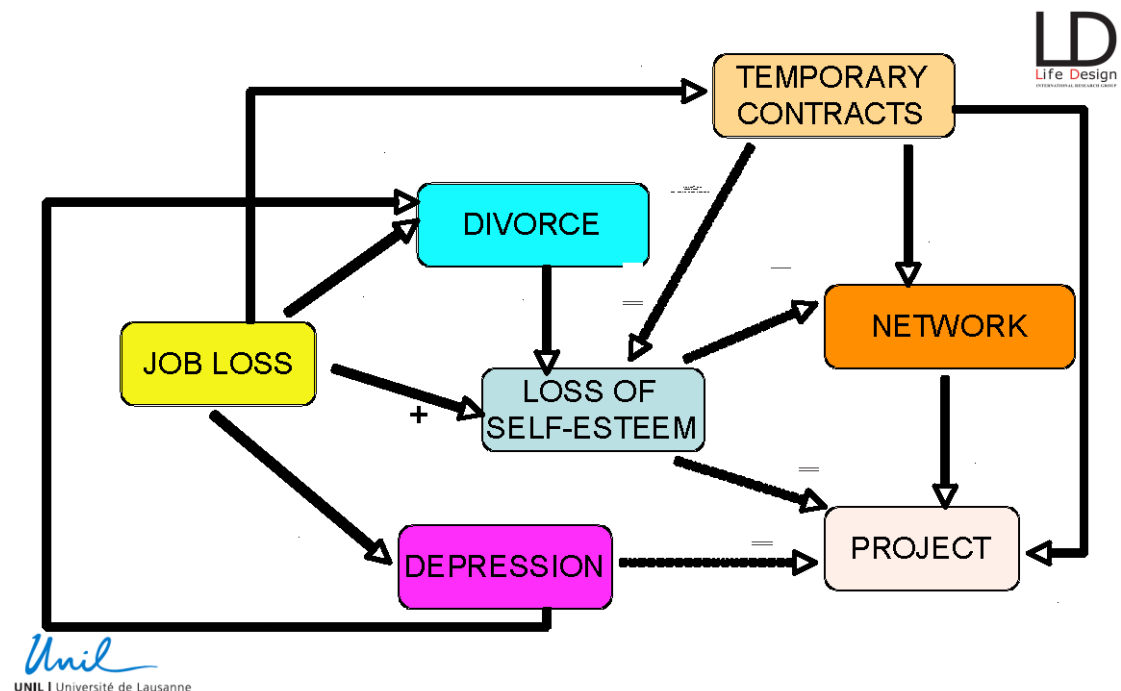 LD
Life Design
INTERNATIONAL RESEARCH GROUP
TEMPORARY
CONTRACTS
DIVORCE
NETWORK
JOB LOSS
LOSS OF
SELF-ESTEEM
+
PROJECT
DEPRESSION
Unil
UNIL | Université de Lausanne